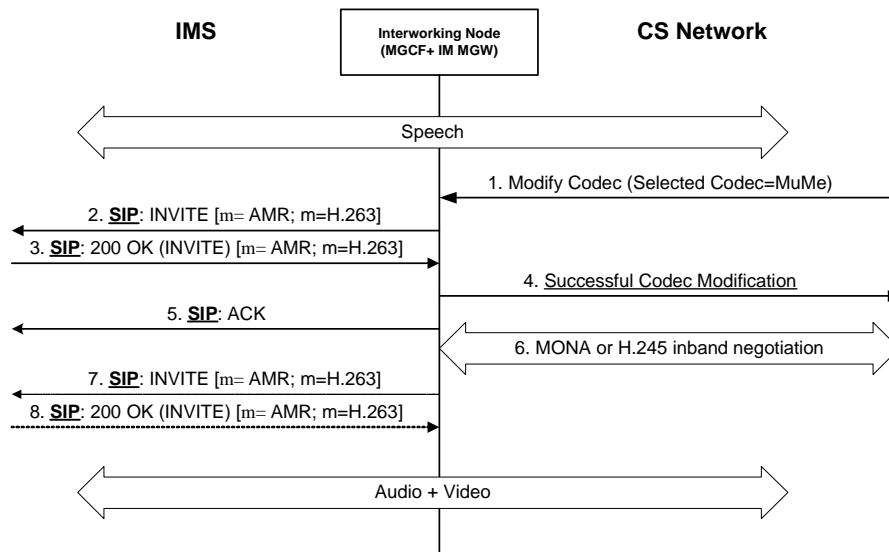 IMS
Interworking Node
(MGCF+ IM MGW)
CS Network
Speech
1. Modify Codec (Selected Codec=MuMe)
2. SIP: INVITE [m= AMR; m=H.263]
3. SIP: 200 OK (INVITE) [m= AMR; m=H.263]
4. Successful Codec Modification
5. SIP: ACK
6. MONA or H.245 inband negotiation
7. SIP: INVITE [m= AMR; m=H.263]
8. SIP: 200 OK (INVITE) [m= AMR; m=H.263]
Audio + Video